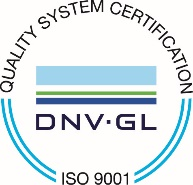 QUALITY SYSTEM CERTIFICATION
DNV·GL
ISO 9001